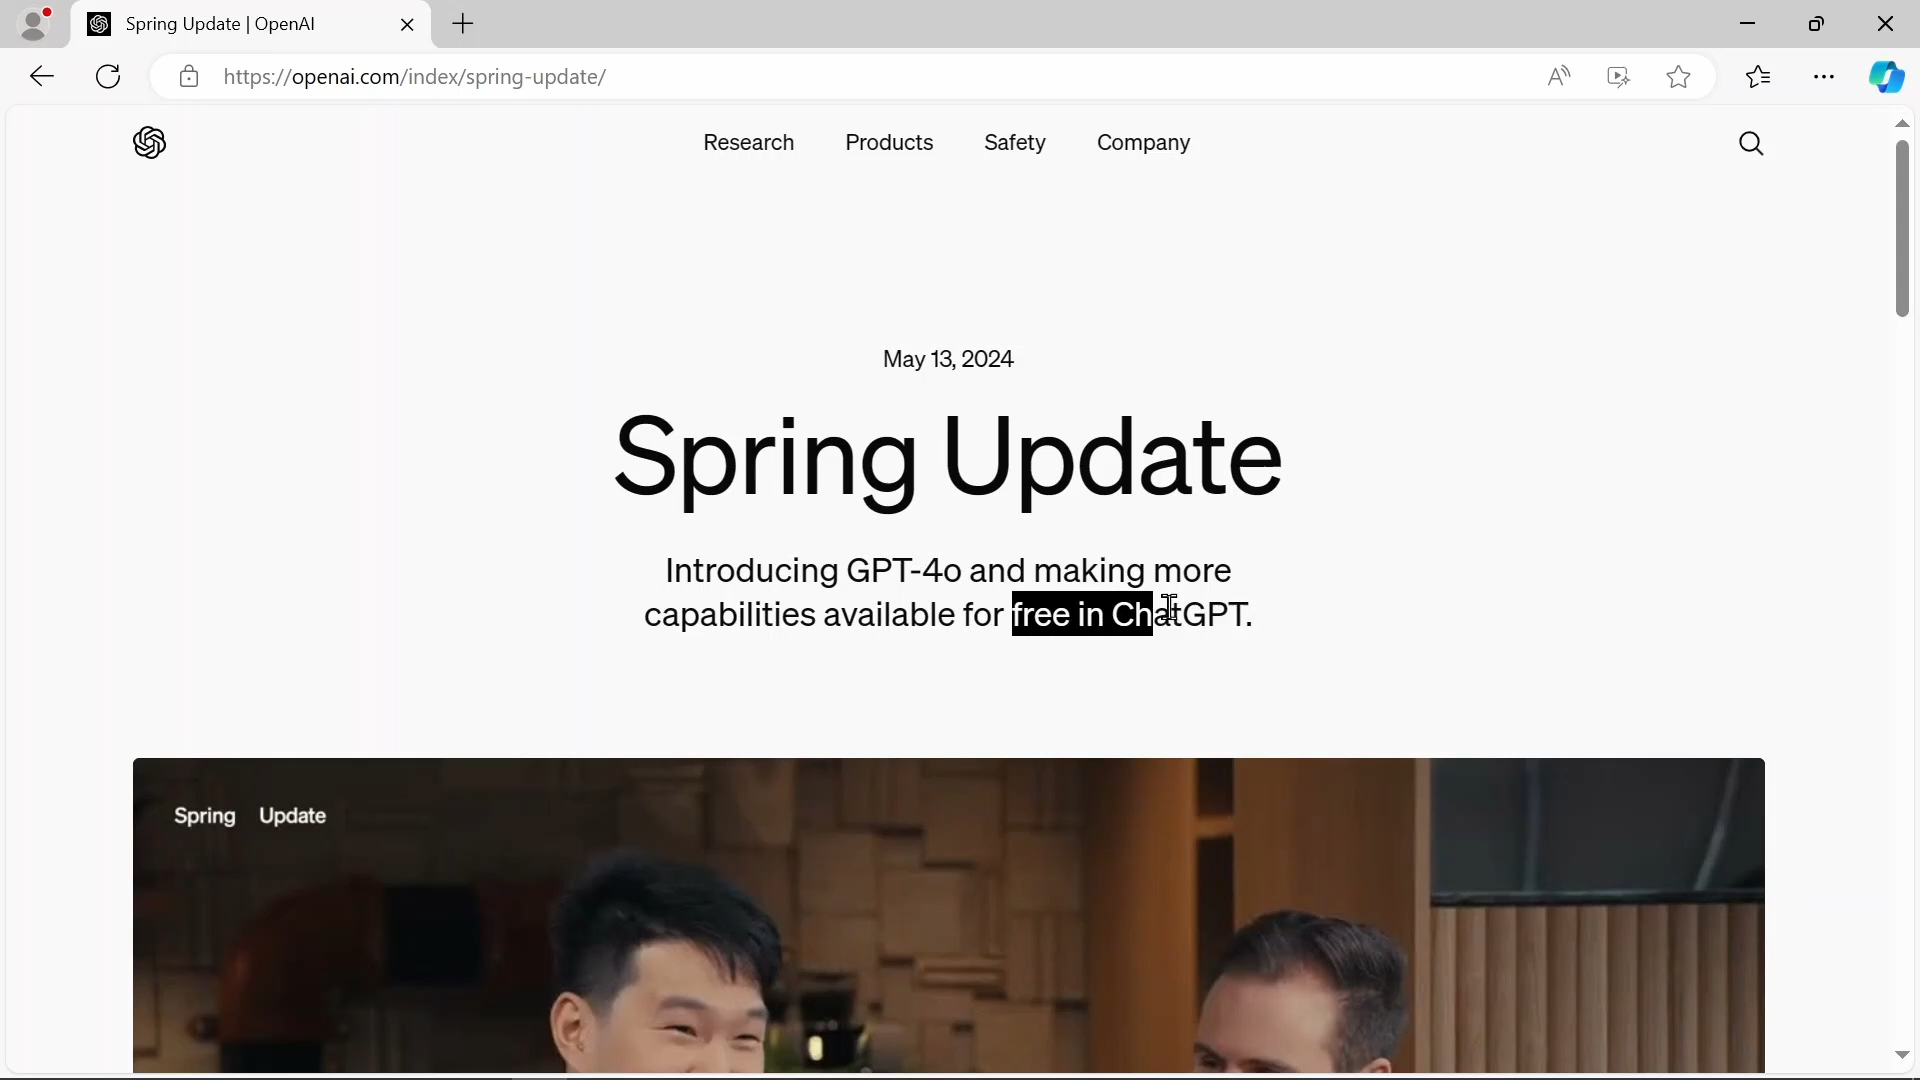 Spring Update | OpenAI
https://openai.com/index/spring-update/
Research Products Safety Company
May 13, 2024
Spring Update
Introducing GPT-4o and making more
capabilities available for free in ChatGPT.
Spring Update